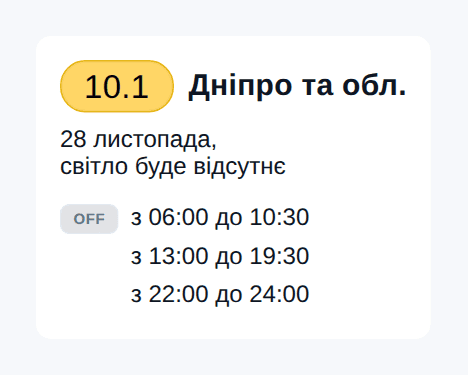 10.1 Дніпро та обл.
28 листопада,
світло буде відсутнє
OFF з 06:00 до 10:30
з 13:00 до 19:30
з 22:00 до 24:00